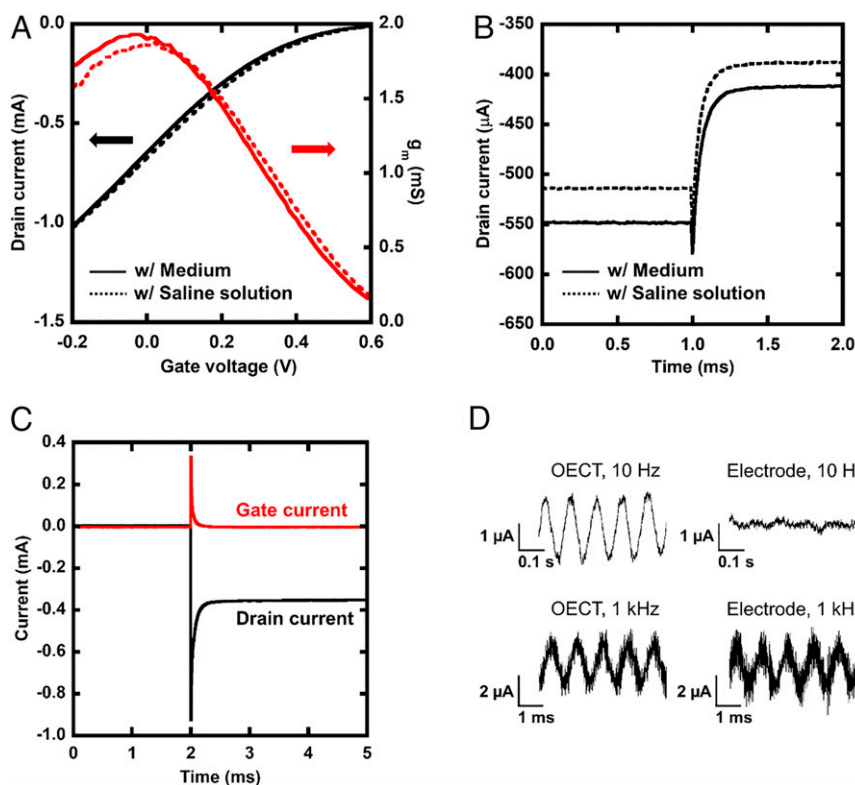 A
Drain current (mA)
0.0
-0.5
-1.0
-1.5
2.0
1.5
1.0
0.5
0.0
gm (mS)
w/ Medium
w/ Saline solution
-0.2 0.0 0.2 0.4 0.6
Gate voltage (V)
B
Drain current (µA)
-350
-400
-450
-500
-550
-600
-650
w/ Medium
w/ Saline solution
0.0 0.5 1.0 1.5 2.0
Time (ms)
C
Current (mA)
0.4
0.2
0.0
-0.2
-0.4
-0.6
-0.8
-1.0
Gate current
Drain current
0 1 2 3 4 5
Time (ms)
D
OECT, 10 Hz
1 µA
0.1 s
Electrode, 10 H
1 µA
0.1 s
OECT, 1 kHz
2 µA
1 ms
Electrode, 1 kH
2 µA
1 ms